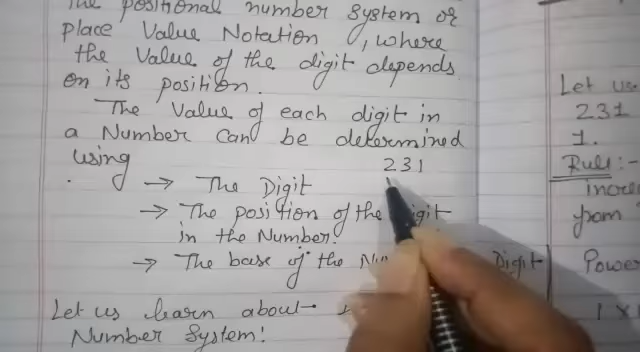 The positional number system or
place Value Notation, where
the Value of the digit depends
on its position.
The Value of each digit in
a Number Can be determined
using
231
→ The Digit
→ The position of the Digit
in the Number.
→ The base of the Digit
Let us learn about
Number System!
Let us
231
1.
Rule:-
from
Power
1 x